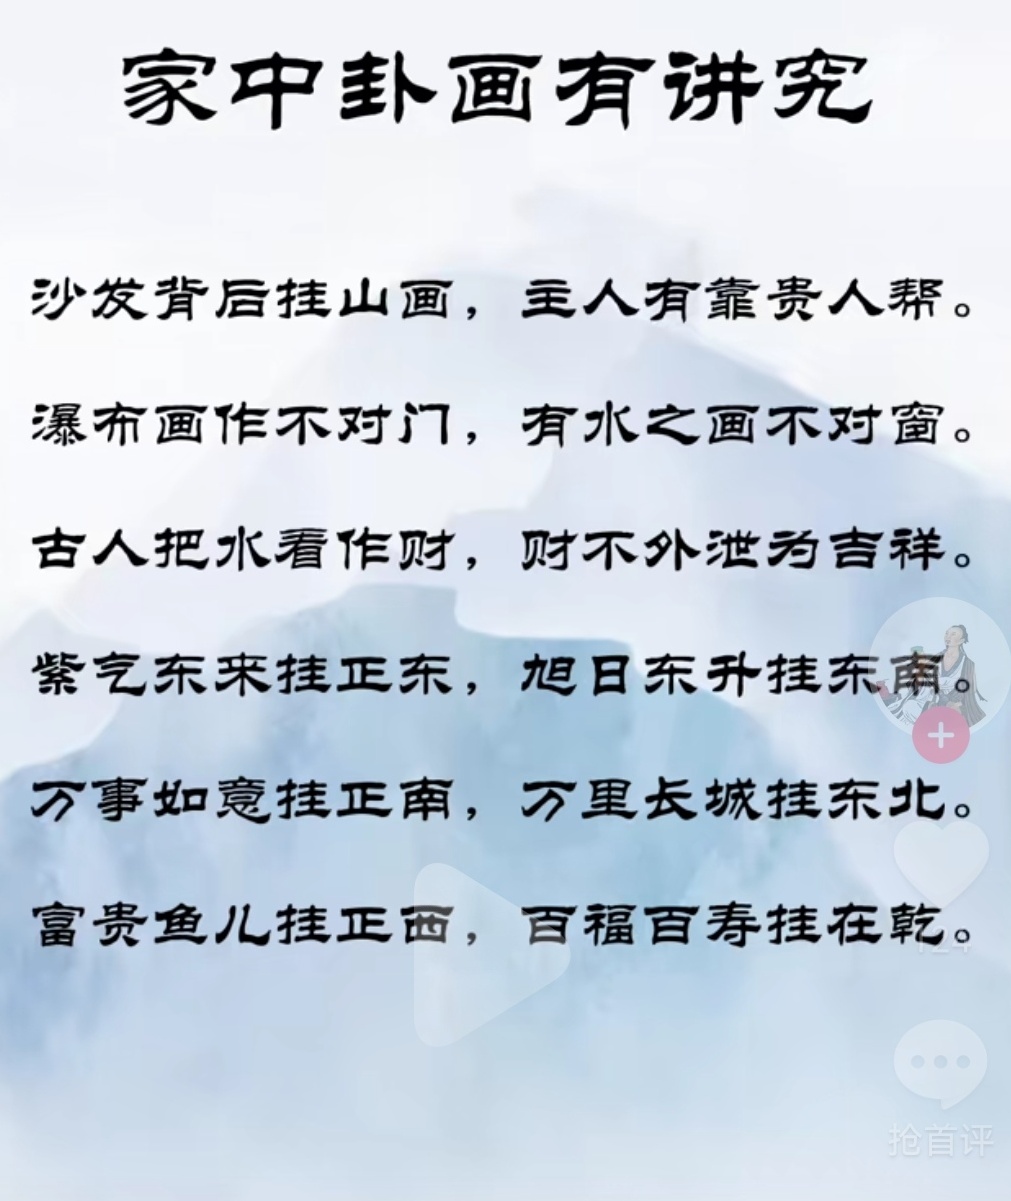 家中卦画有讲究
沙发背后挂山画，主人有靠贵人帮。
瀑布画作不对门，有水之画不对窗。
古人把水看作财，财不外泄为吉祥。
紫气东来挂正东，旭日东升挂东南。
万事如意挂正南，万里长城挂东北。
富贵鱼儿挂正西，百福百寿挂在乾。
124
抢首评